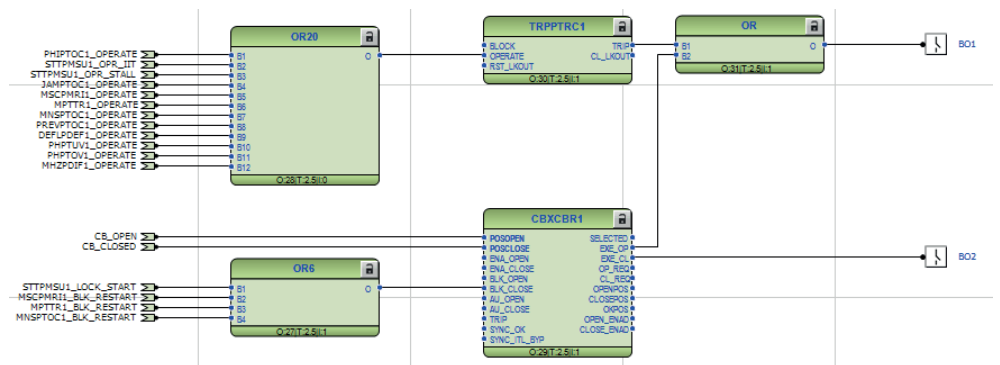 OR20
PHIPTOC1_OPERATE B1 O
STTPMSU1_OPR_IIT B2
STTPMSU1_OPR_STALL B3
JAMPTOC1_OPERATE B4
MSCPMRI1_OPERATE B5
MPTTR1_OPERATE B6
MNSPTOC1_OPERATE B7
PREVPTOC1_OPERATE B8
DEFLPDEF1_OPERATE B9
PHPTUV1_OPERATE B10
PHPTOV1_OPERATE B11
MHZPDIF1_OPERATE B12
O:28|T:2.5|I:0
TRPPTRC1
BLOCK TRIP
OPERATE CL_LKOUT
RST_LKOUT
O:30|T:2.5|I:1
OR
B1 O
B2
O:31|T:2.5|I:1
BO1
CB_OPEN
CB_CLOSED
CBXCBR1
POSOPEN SELECTED
POSCLOSE EXE_OP
ENA_OPEN EXE_CL
ENA_CLOSE OP_REQ
BLK_OPEN CL_REQ
BLK_CLOSE OPENPOS
AU_OPEN CLOSEPOS
AU_CLOSE OKPOS
TRIP OPEN_ENAD
SYNC_OK CLOSE_ENAD
SYNC_ITL_BYP
O:29|T:2.5|I:1
BO2
OR6
STTPMSU1_LOCK_START B1 O
MSCPMRI1_BLK_RESTART B2
MPTTR1_BLK_RESTART B3
MNSPTOC1_BLK_RESTART B4
O:27|T:2.5|I:1